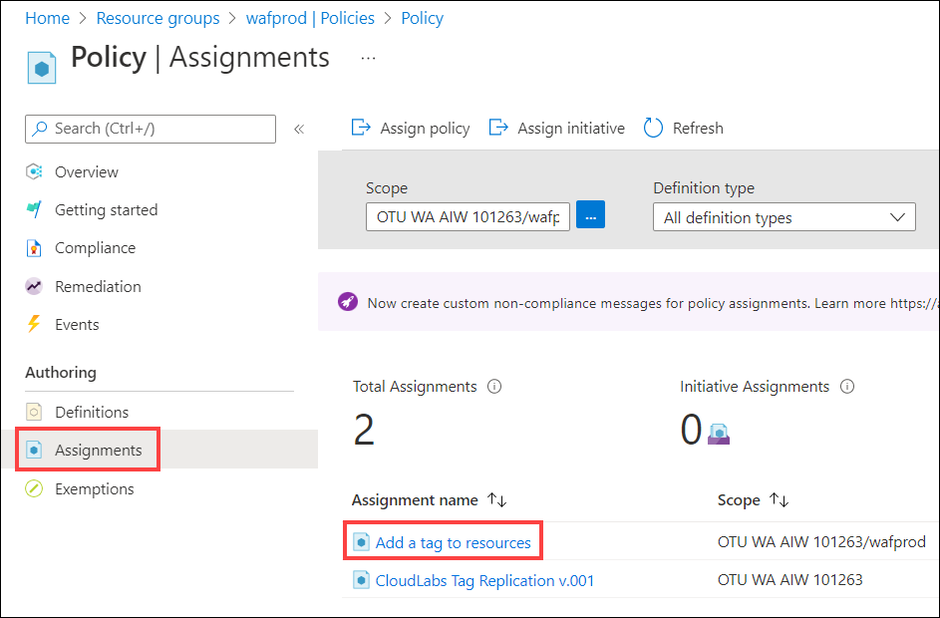 Home > Resource groups > wafprod | Policies > Policy
Policy | Assignments ...
Search (Ctrl+/) «
Assign policy Assign initiative Refresh
Overview
Getting started
Compliance
Remediation
Events
Authoring
Definitions
Assignments
Exemptions
Scope
OTU WA AIW 101263/wafp ...
Definition type
All definition types
Now create custom non-compliance messages for policy assignments. Learn more https://a
Total Assignments
2
Initiative Assignments
0
Assignment name ↑↓ Scope ↑↓
Add a tag to resources OTU WA AIW 101263/wafprod
CloudLabs Tag Replication v.001 OTU WA AIW 101263